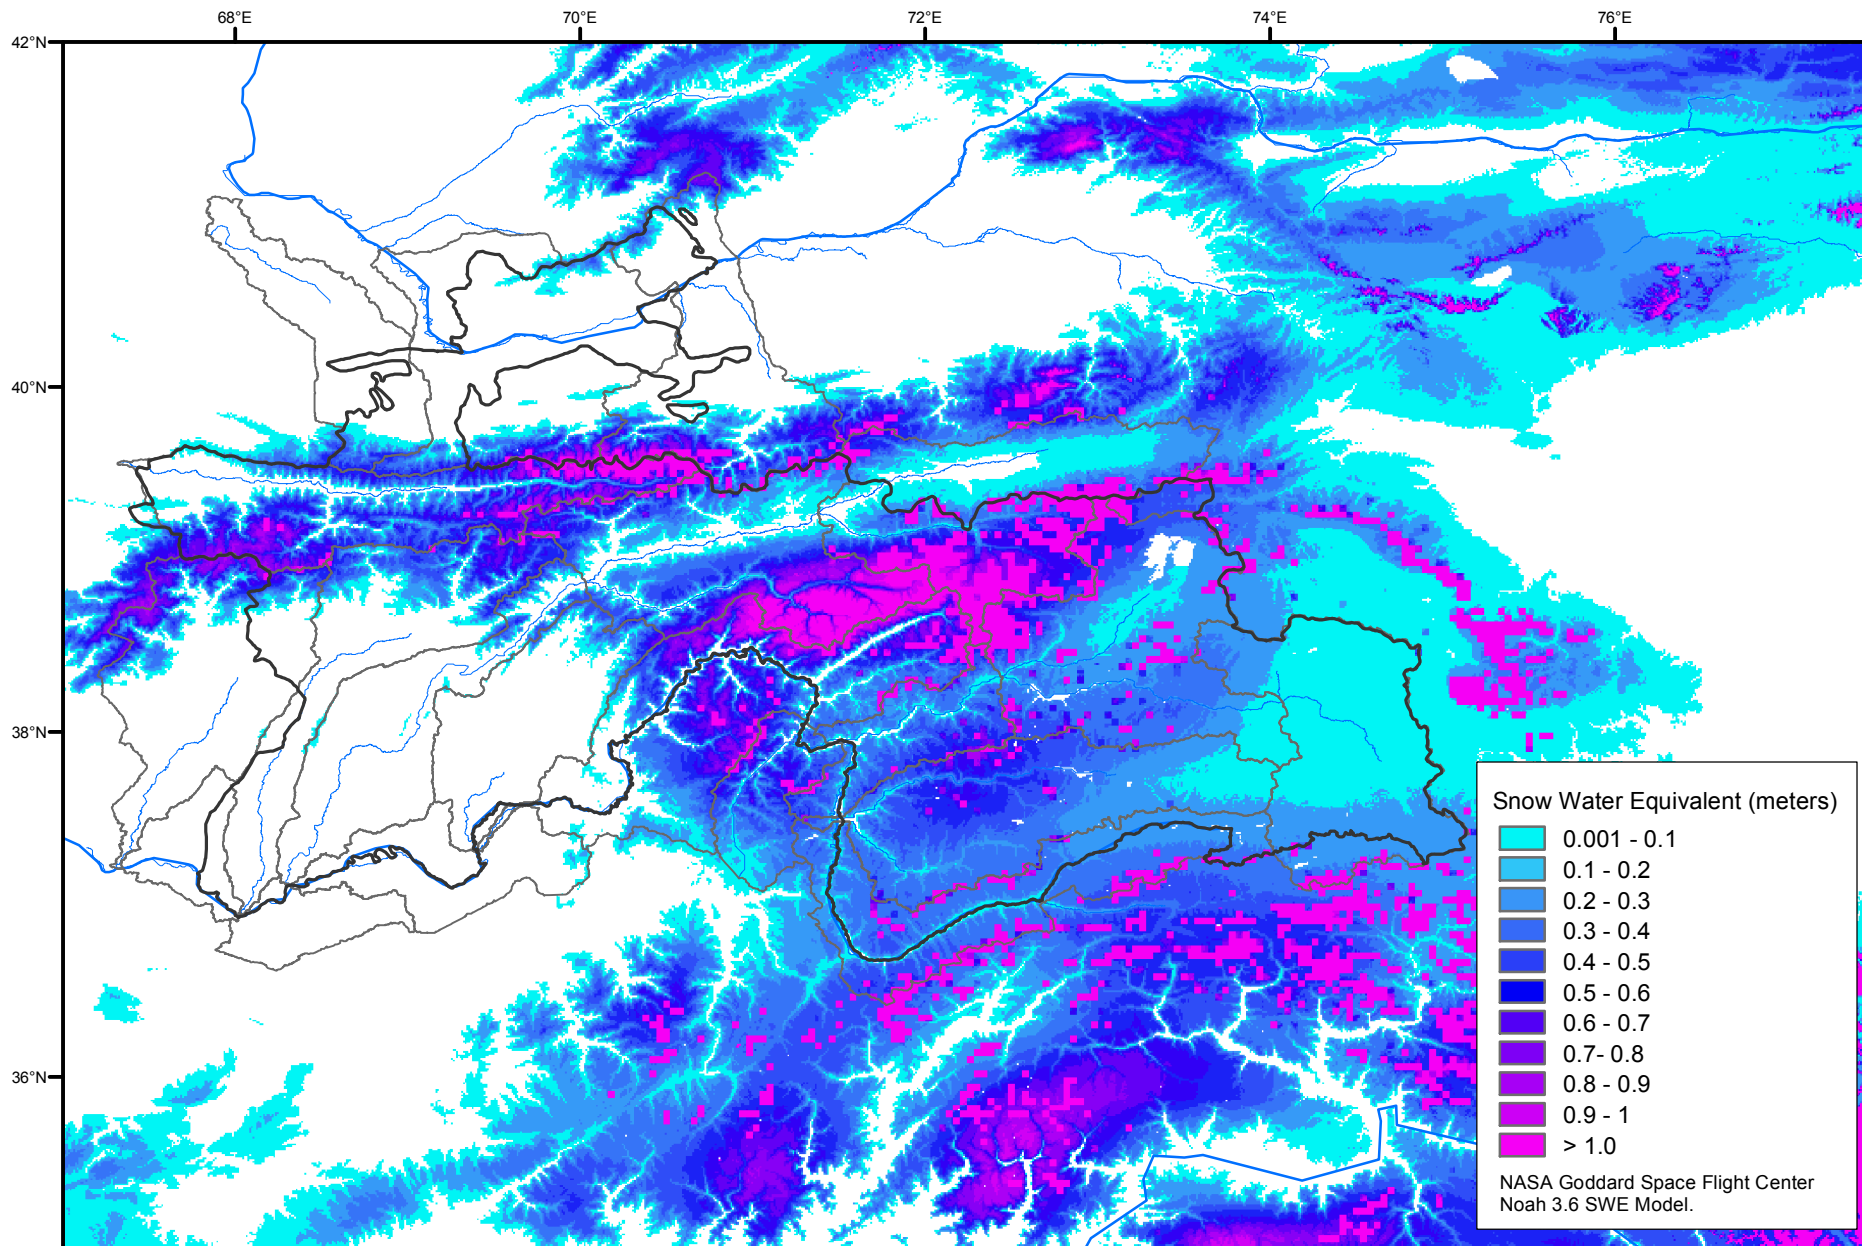 68°E
70°E
72°E
74°E
76°E
42°N
40°N
38°N
36°N
Snow Water Equivalent (meters)
0.001 - 0.1
0.1 - 0.2
0.2 - 0.3
0.3 - 0.4
0.4 - 0.5
0.5 - 0.6
0.6 - 0.7
0.7- 0.8
0.8 - 0.9
0.9 - 1
> 1.0
NASA Goddard Space Flight Center
Noah 3.6 SWE Model.